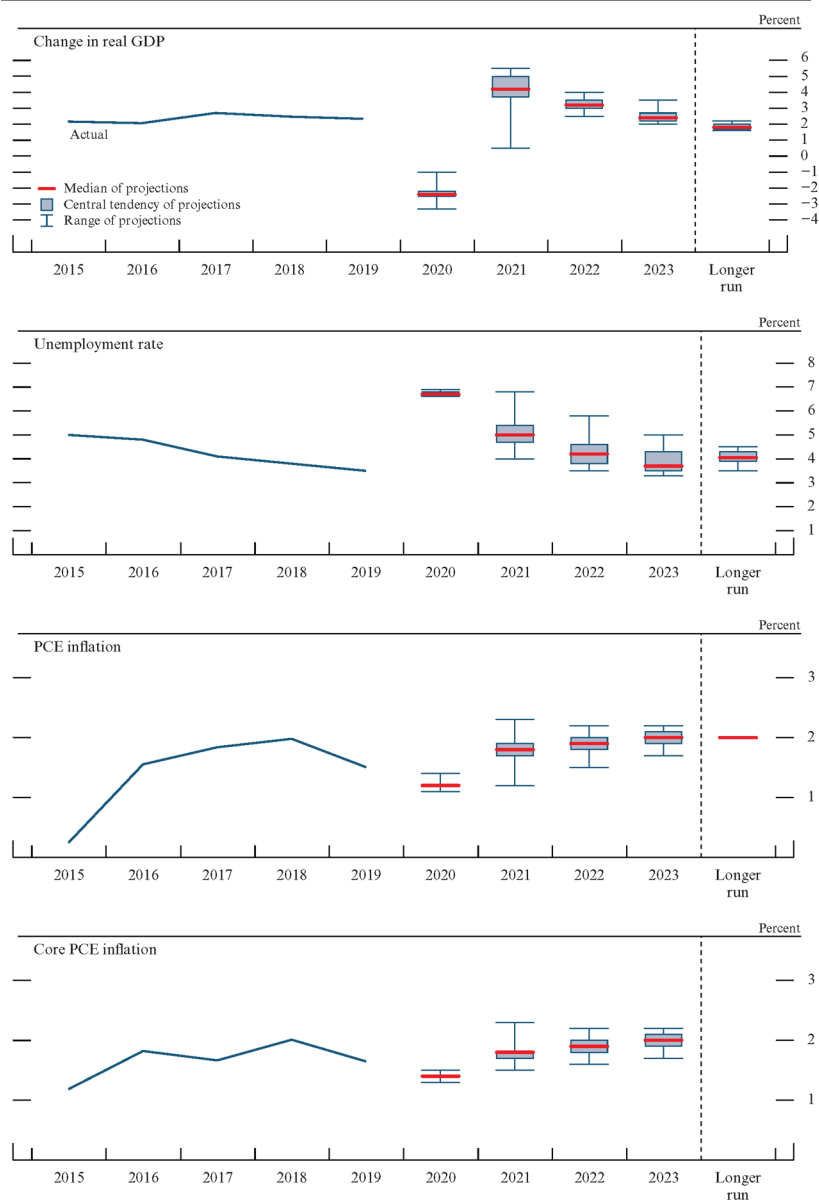 Percent
Change in real GDP
6
5
4
3
2
1
0
−1
−2
−3
−4
Actual
Median of projections
Central tendency of projections
Range of projections
2015 2016 2017 2018 2019 2020 2021 2022 2023 Longer
run
Percent
Unemployment rate
8
7
6
5
4
3
2
1
2015 2016 2017 2018 2019 2020 2021 2022 2023 Longer
run
Percent
PCE inflation
3
2
1
2015 2016 2017 2018 2019 2020 2021 2022 2023 Longer
run
Percent
Core PCE inflation
3
2
1
2015 2016 2017 2018 2019 2020 2021 2022 2023 Longer
run